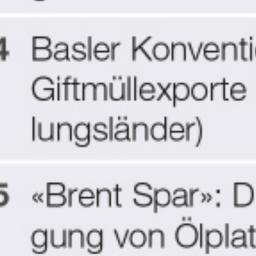 4 Basler Konventi
Giftmüllexporte
lungsländer)
5 «Brent Spar»: D
gung von Ölplat